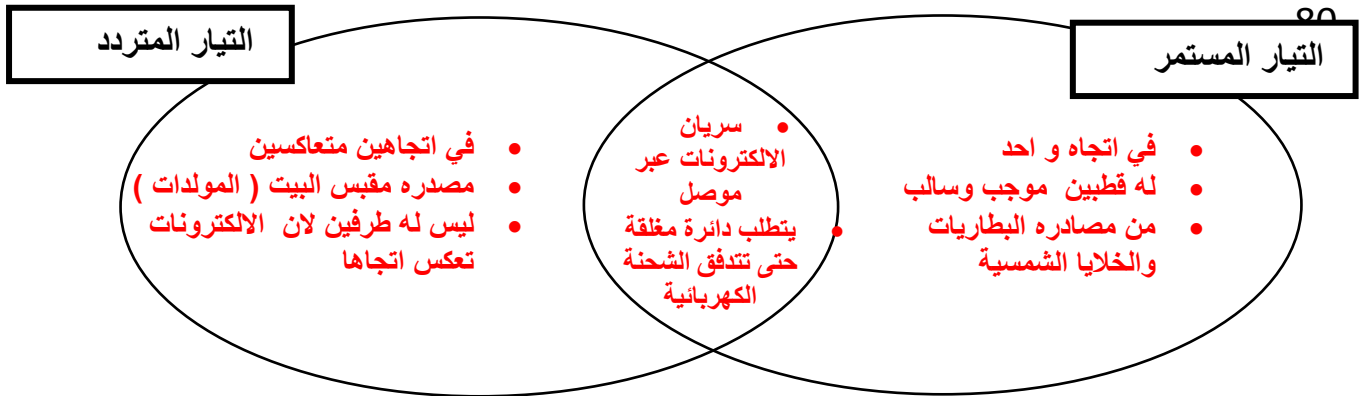 80
التيار المستمر
التيار المتردد
• في اتجاه و احد
• له قطبين موجب وسالب
• من مصادره البطاريات
والخلايا الشمسية
• سريان
الالكترونات عبر
موصل
• يتطلب دائرة مغلقة
حتى تتدفق الشحنة
الكهربائية
• في اتجاهين متعاكسين
• مصدره مقبس البيت ( المولدات )
• ليس له طرفين لان الالكترونات
تعكس اتجاها